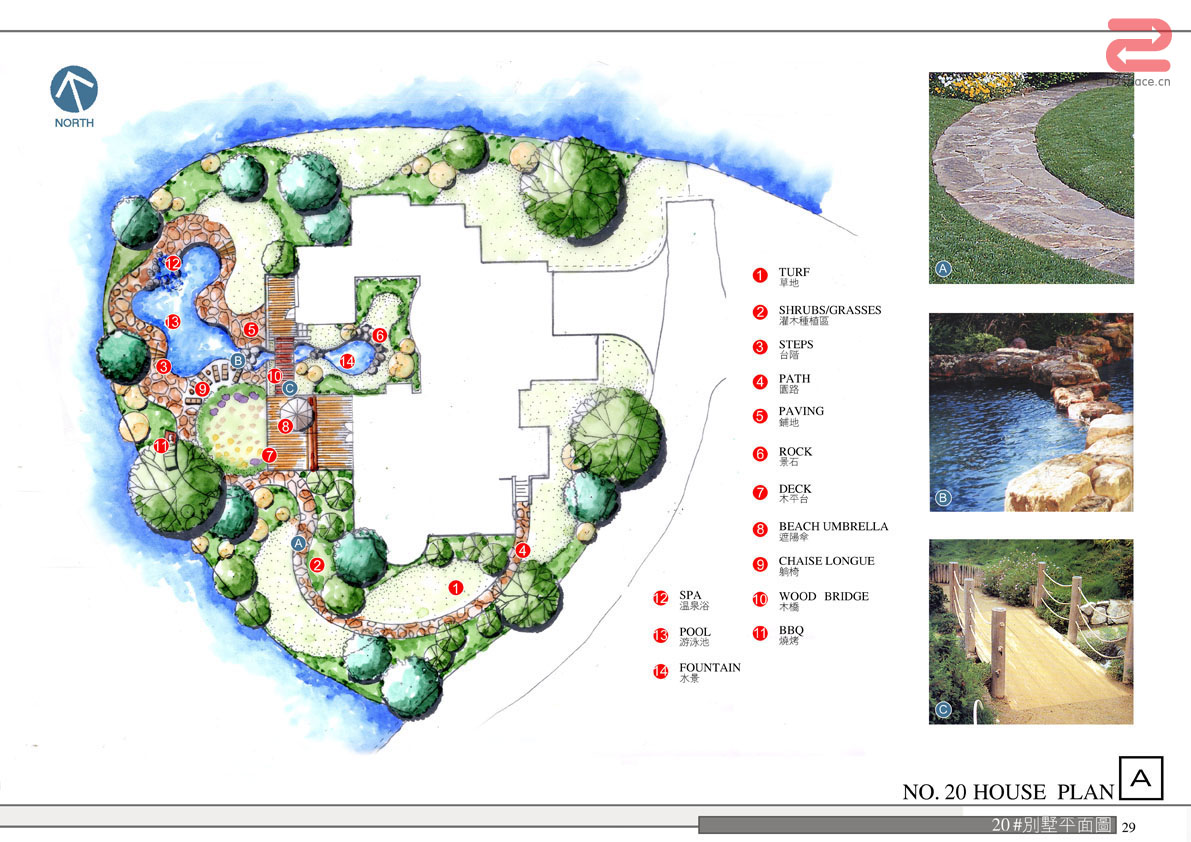 D2space.cn
NORTH
12
13
5
6
14
3
B
10
C
9
8
11
7
A
2
4
1
1 TURF
草地
2 SHRUBS/GRASSES
灌木種植區
3 STEPS
台階
4 PATH
園路
5 PAVING
鋪地
6 ROCK
景石
7 DECK
木平台
8 BEACH UMBRELLA
遮陽傘
9 CHAISE LONGUE
躺椅
10 WOOD BRIDGE
木橋
11 BBQ
燒烤
12 SPA
温泉浴
13 POOL
游泳池
14 FOUNTAIN
水景
A
B
C
NO. 20 HOUSE PLAN A
20#別墅平面圖 29